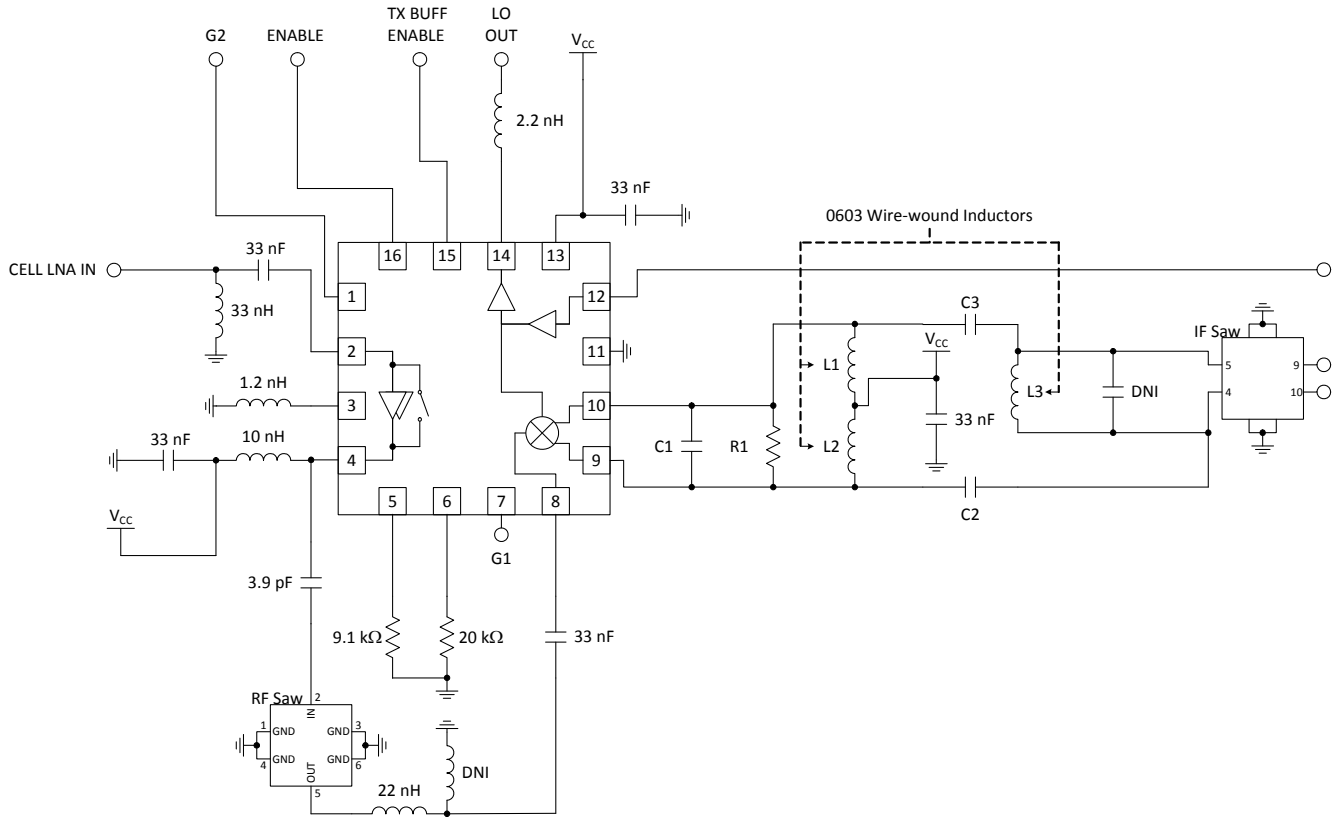 G2
ENABLE
TX BUFF
ENABLE
LO
OUT
VCC
2.2 nH
33 nF
0603 Wire-wound Inductors
CELL LNA IN
33 nF
33 nH
16
15
14
13
1
12
2
11
3
10
4
9
5
6
7
8
1.2 nH
33 nF
10 nH
VCC
G1
C1
R1
L1
L2
VCC
33 nF
C3
C2
L3
DNI
IF Saw
5
4
9
10
3.9 pF
9.1 kΩ
20 kΩ
33 nF
RF Saw
2
IN
1
GND
3
GND
4
GND
6
GND
OUT
5
22 nH
DNI